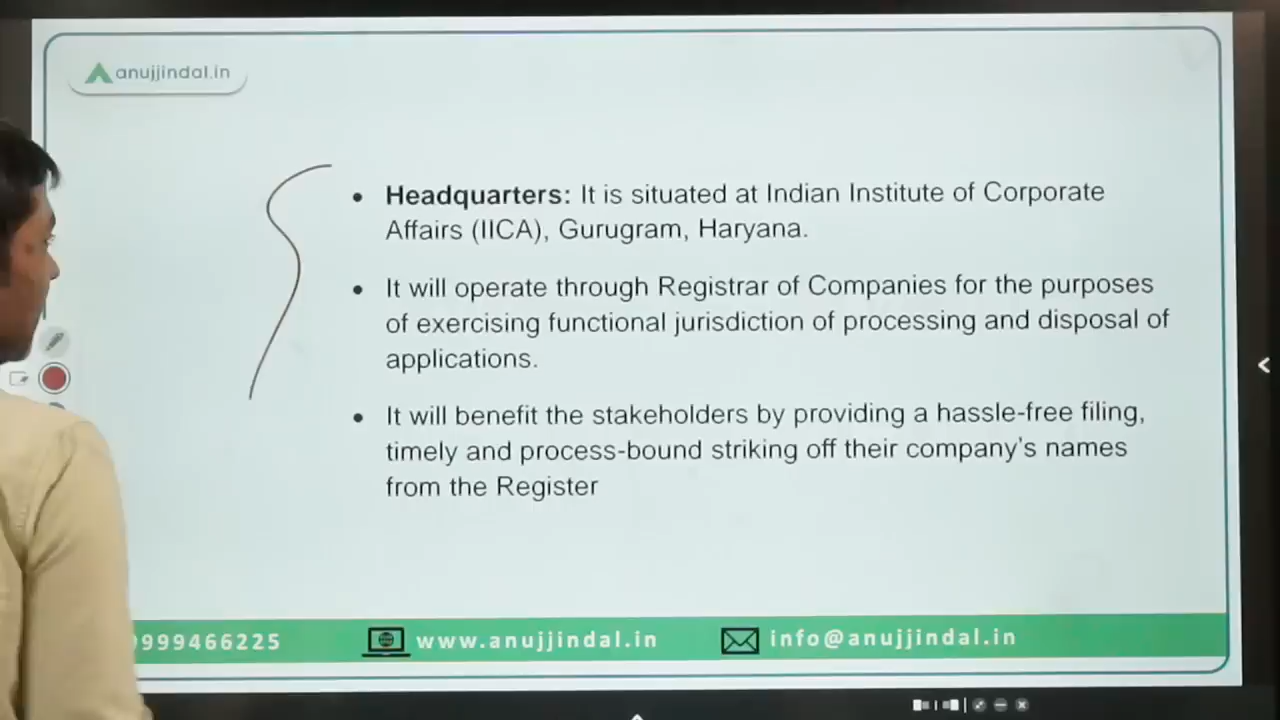 anujjindal.in
Headquarters: It is situated at Indian Institute of Corporate
Affairs (IICA), Gurugram, Haryana.
It will operate through Registrar of Companies for the purposes
of exercising functional jurisdiction of processing and disposal of
applications.
It will benefit the stakeholders by providing a hassle-free filing,
timely and process-bound striking off their company's names
from the Register
999466225
www.anujjindal.in
info@anujjindal.in